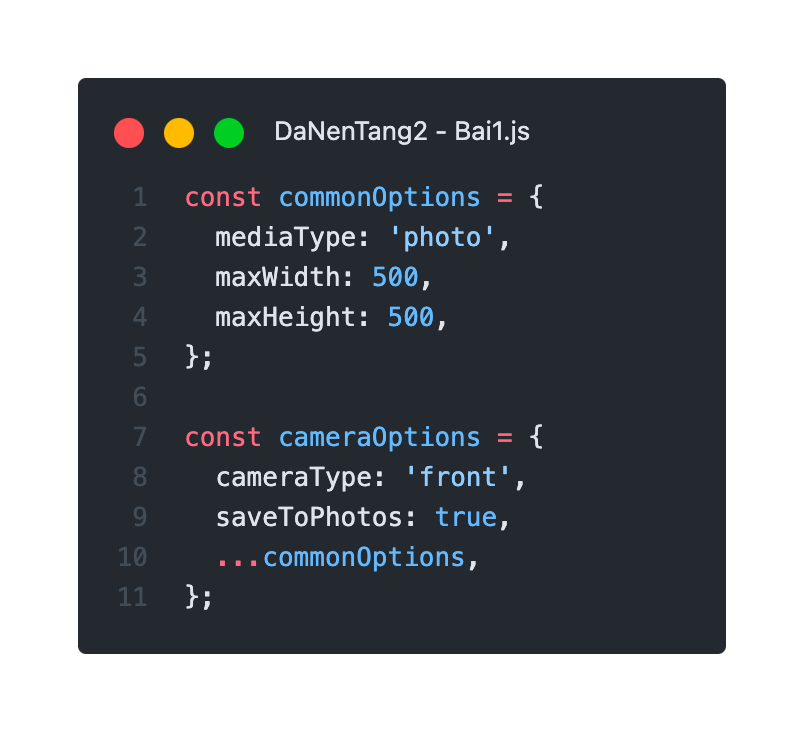 DaNenTang2 - Bai1.js
1 const commonOptions = {
2   mediaType: 'photo',
3   maxWidth: 500,
4   maxHeight: 500,
5 };
6
7 const cameraOptions = {
8   cameraType: 'front',
9   saveToPhotos: true,
10   ...commonOptions,
11 };